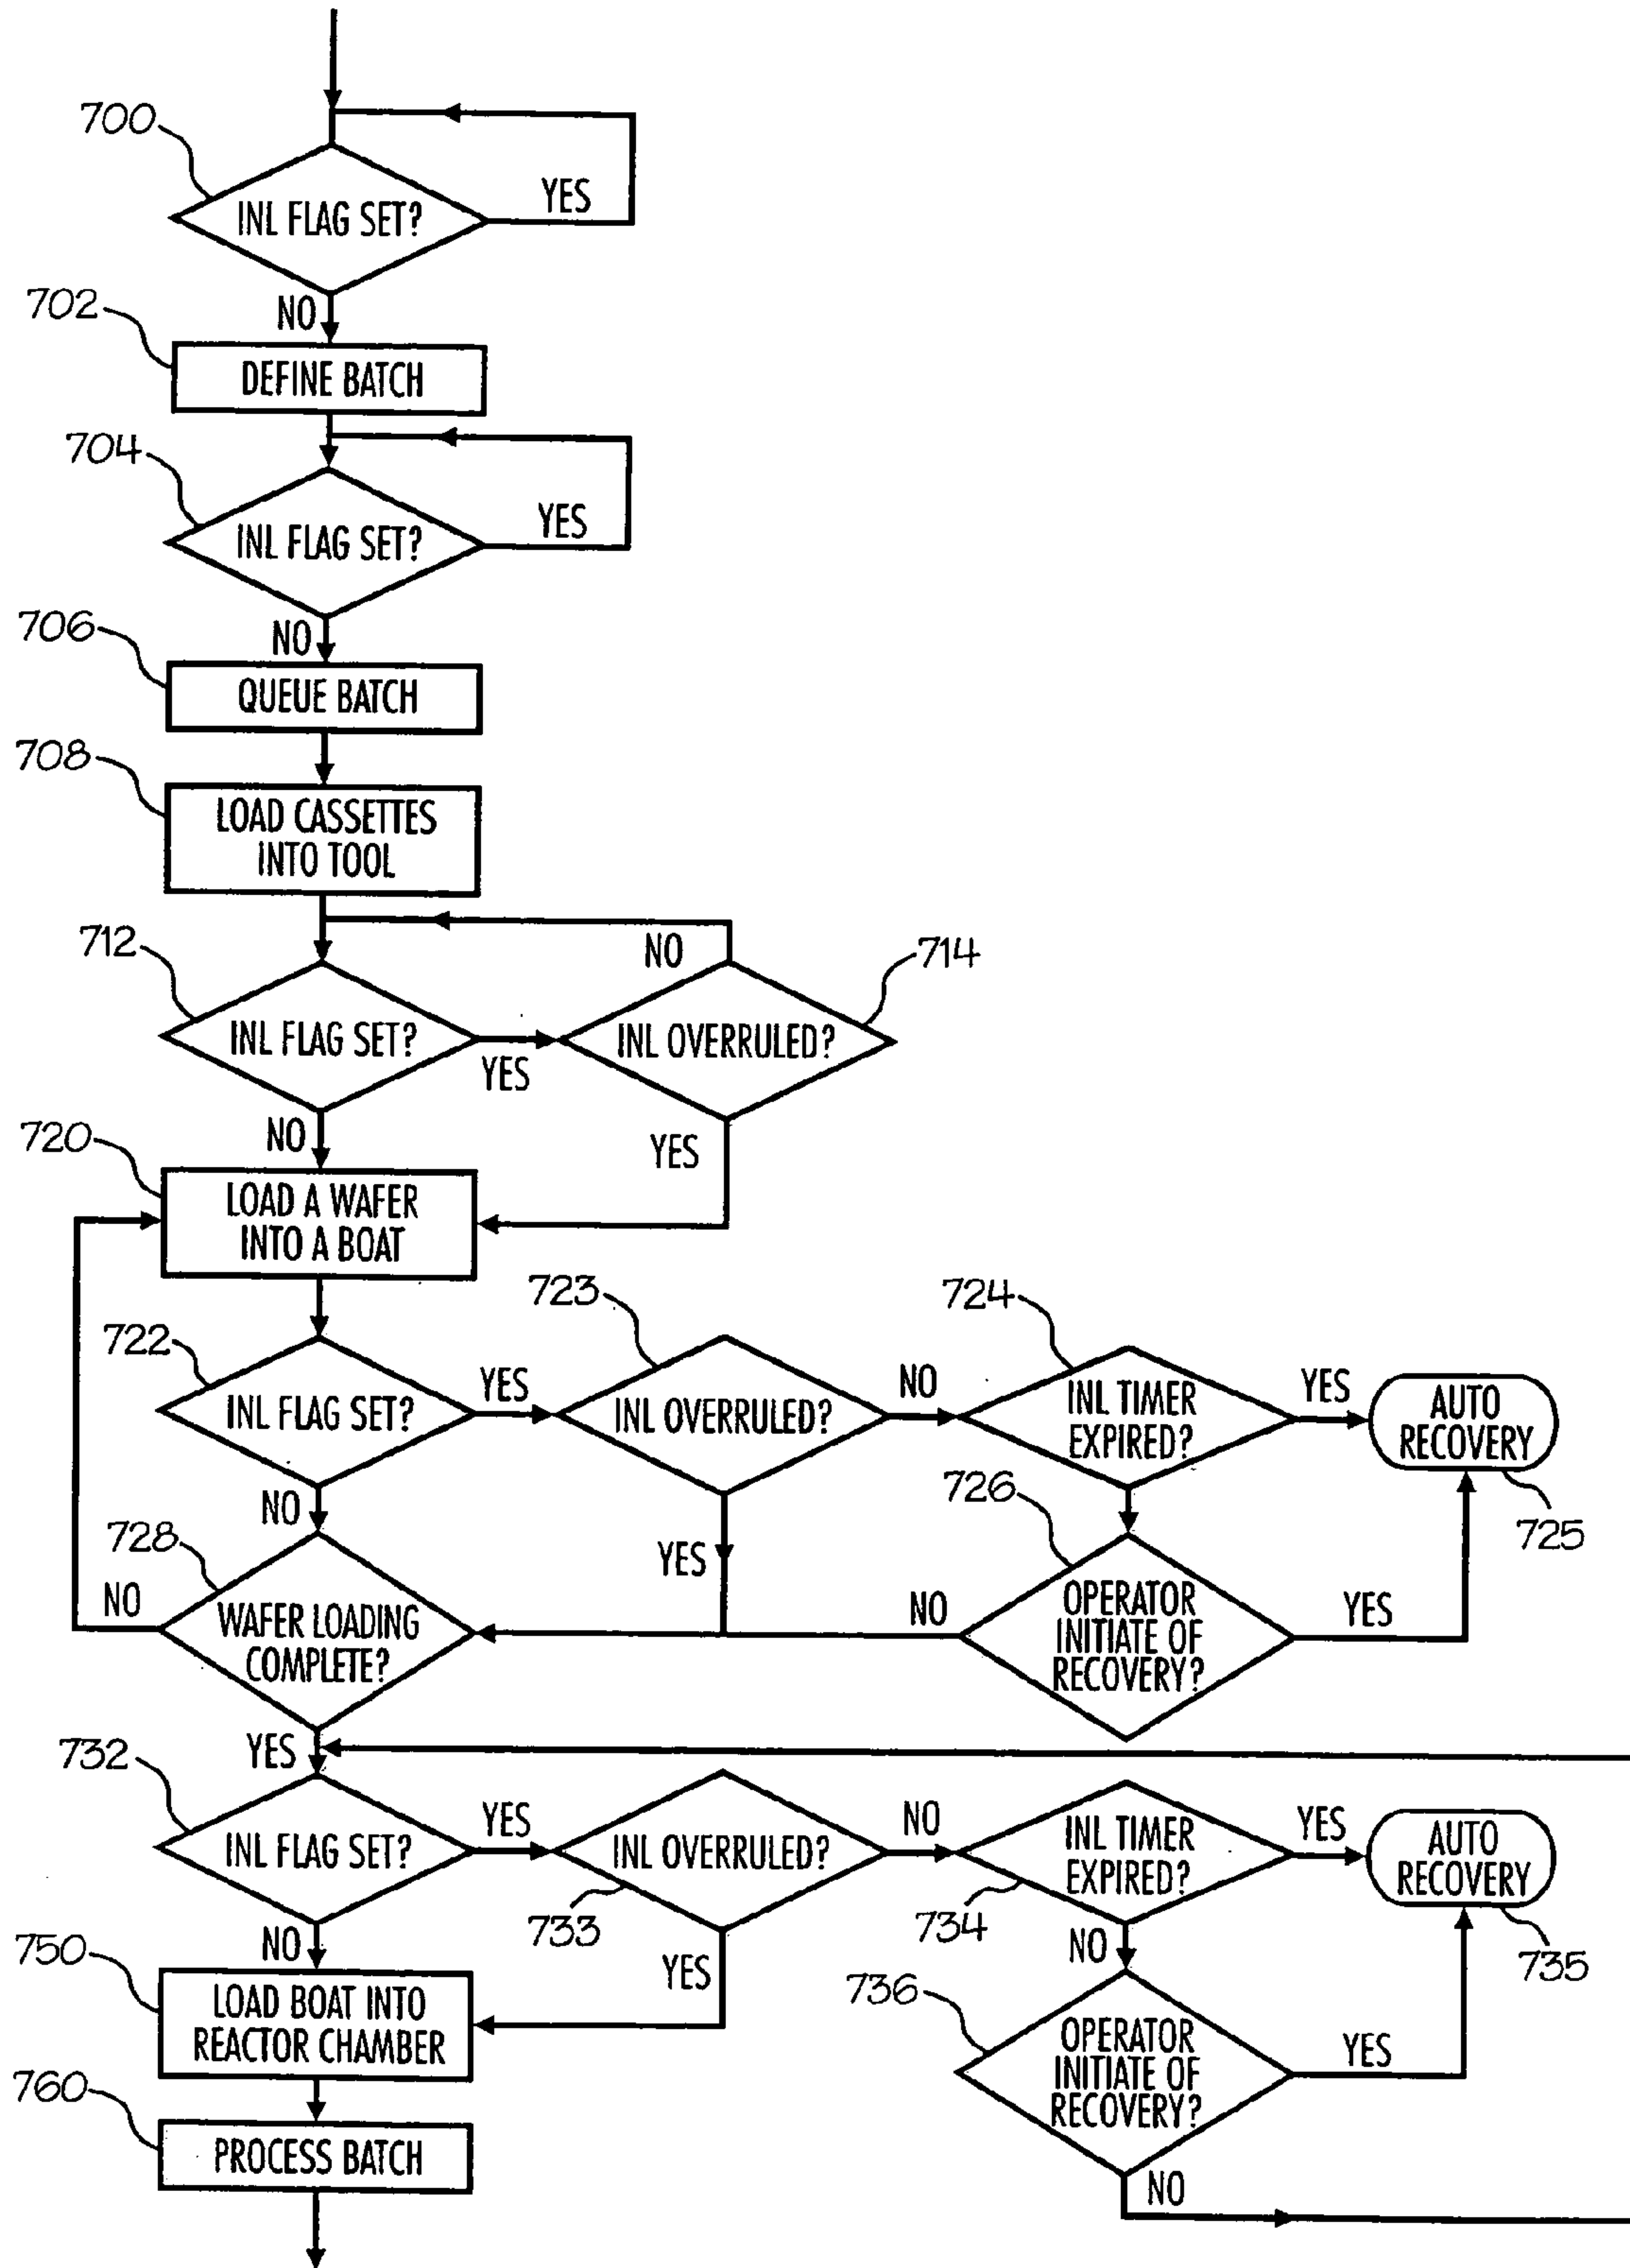 700
INL FLAG SET?
YES
NO
702
DEFINE BATCH
704
INL FLAG SET?
YES
NO
706
QUEUE BATCH
708
LOAD CASSETTES
INTO TOOL
712
INL FLAG SET?
YES
NO
714
INL OVERRULED?
NO
YES
720
LOAD A WAFER
INTO A BOAT
722
INL FLAG SET?
YES
NO
723
INL OVERRULED?
NO
YES
724
INL TIMER
EXPIRED?
YES
AUTO
RECOVERY
725
726
OPERATOR
INITIATE OF
RECOVERY?
YES
NO
728
WAFER LOADING
COMPLETE?
NO
YES
732
INL FLAG SET?
YES
NO
INL OVERRULED?
733
NO
YES
INL TIMER
EXPIRED?
734
YES
NO
AUTO
RECOVERY
735
736
OPERATOR
INITIATE OF
RECOVERY?
YES
NO
750
LOAD BOAT INTO
REACTOR CHAMBER
760
PROCESS BATCH